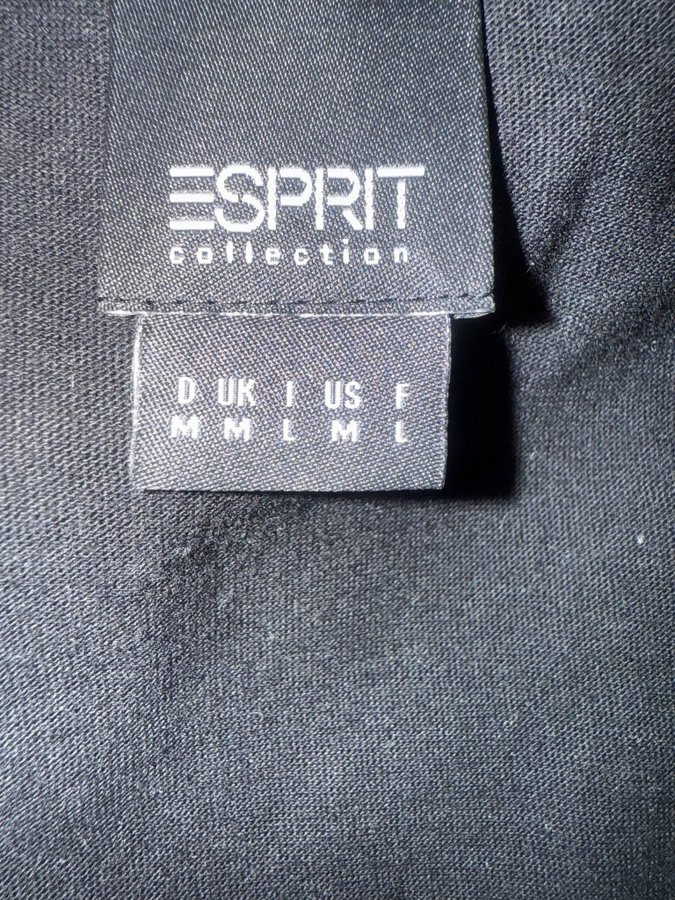 ESPRIT
collection
D UK I US F
M M L M L